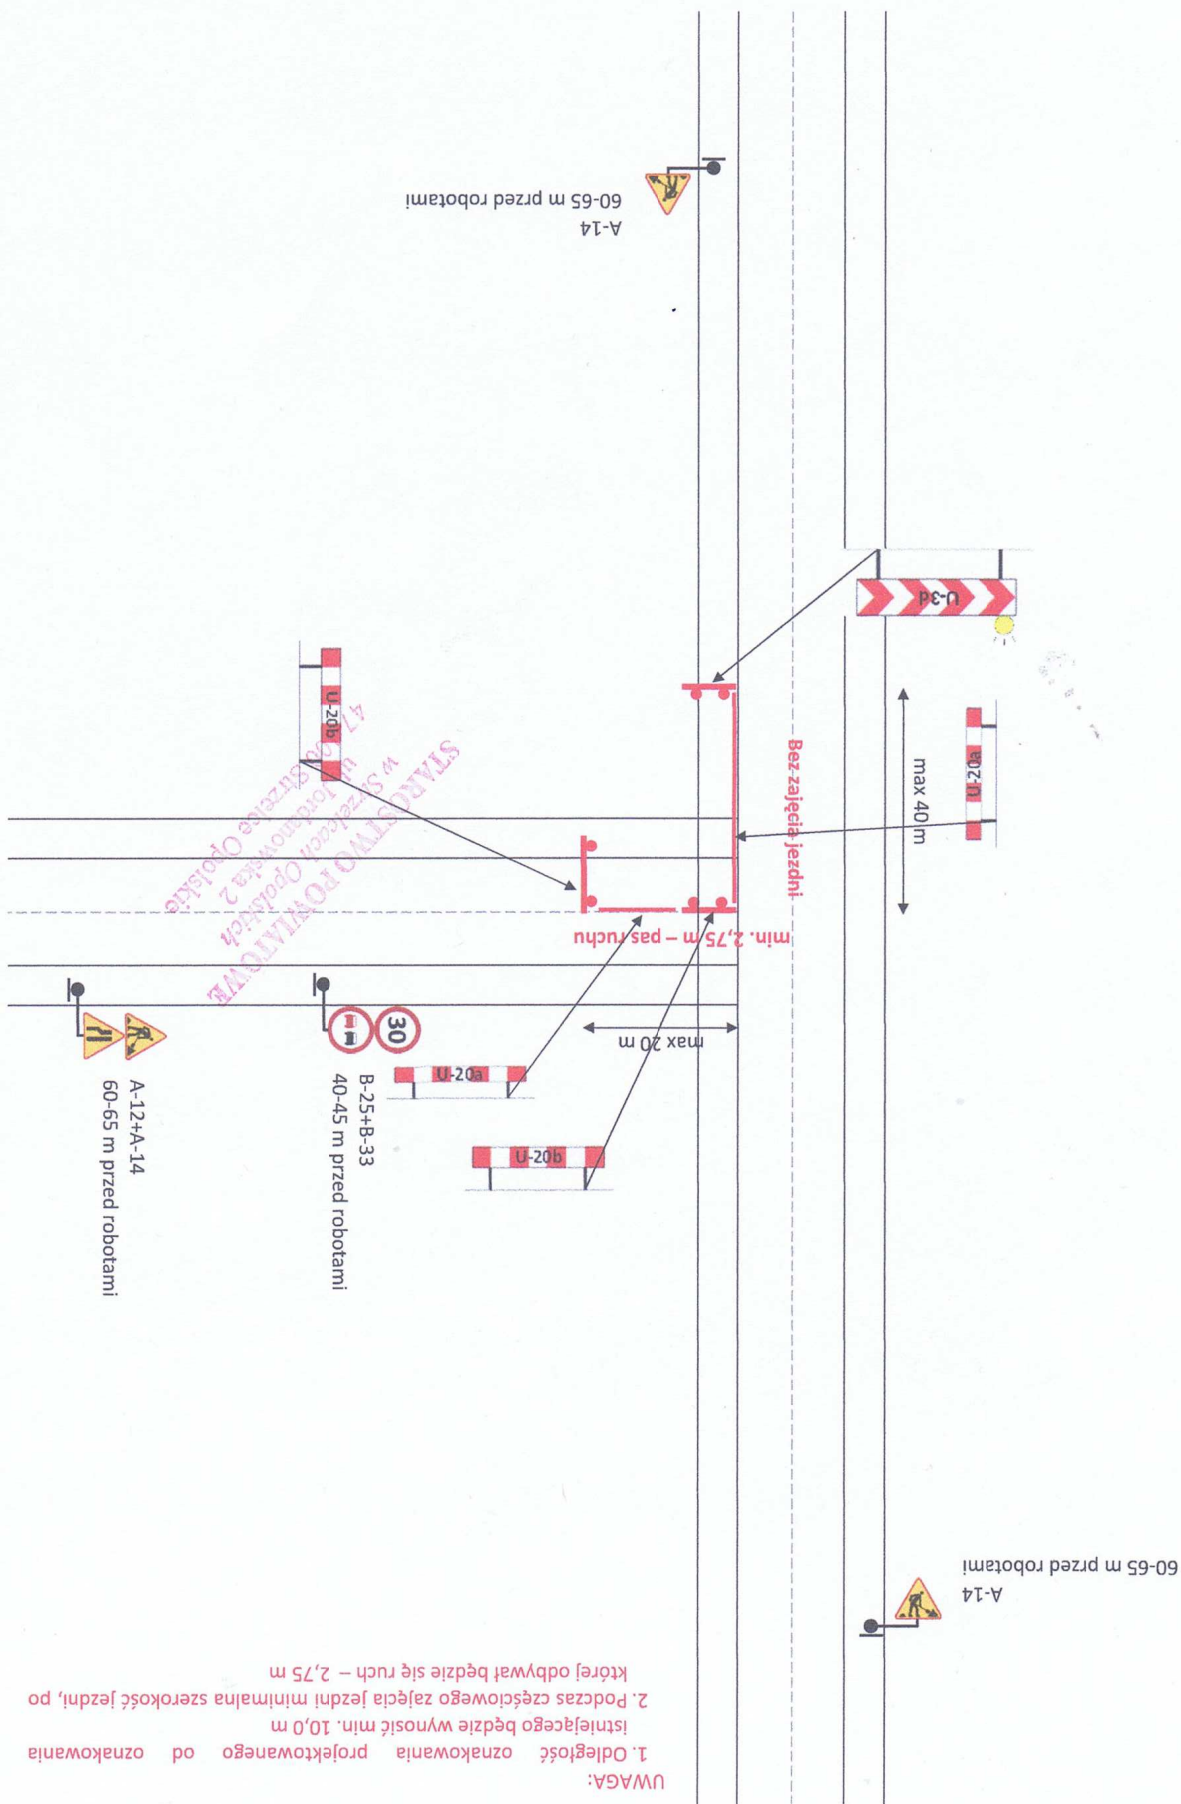 UWAGA:
1. Odległość oznakowania projektowanego od oznakowania
istniejącego będzie wynosić min. 10,0 m
2. Podczas częściowego zajęcia jezdni minimalna szerokość jezdni, po
której odbywał będzie się ruch – 2,75 m
A-14
60-65 m przed robotami
A-14
60-65 m przed robotami
U-3d
U-20a
max 40 m
Bez zajęcia jezdni
min. 2,75 m – pas ruchu
max 20 m
U-20b
U-20a
U-20b
30
B-25+B-33
40-45 m przed robotami
A-12+A-14
60-65 m przed robotami
STAROSTWO POWIATOWE
w Strzelcach Opolskich
ul. Jordanowska 2
Strzelce Opolskie